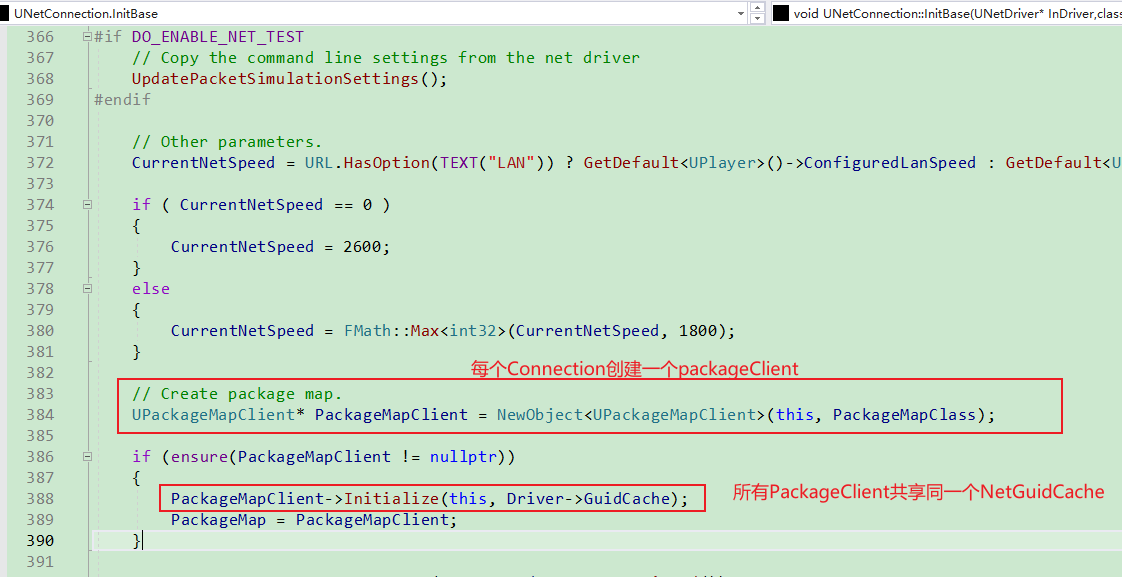 UNetConnection.InitBase
void UNetConnection::InitBase(UNetDriver* InDriver,class
366 #if DO_ENABLE_NET_TEST
367 // Copy the command line settings from the net driver
368 UpdatePacketSimulationSettings();
369 #endif
370
371 // Other parameters.
372 CurrentNetSpeed = URL.HasOption(TEXT("LAN")) ? GetDefault<UPlayer>()->ConfiguredLanSpeed : GetDefault<U
373
374 if ( CurrentNetSpeed == 0 )
375 {
376 CurrentNetSpeed = 2600;
377 }
378 else
379 {
380 CurrentNetSpeed = FMath::Max<int32>(CurrentNetSpeed, 1800);
381 }
382 每个Connection创建一个packageClient
383 // Create package map.
384 UPackageMapClient* PackageMapClient = NewObject<UPackageMapClient>(this, PackageMapClass);
385
386 if (ensure(PackageMapClient != nullptr))
387 {
388 PackageMapClient->Initialize(this, Driver->GuidCache); 所有PackageClient共享同一个NetGuidCache
389 PackageMap = PackageMapClient;
390 }
391